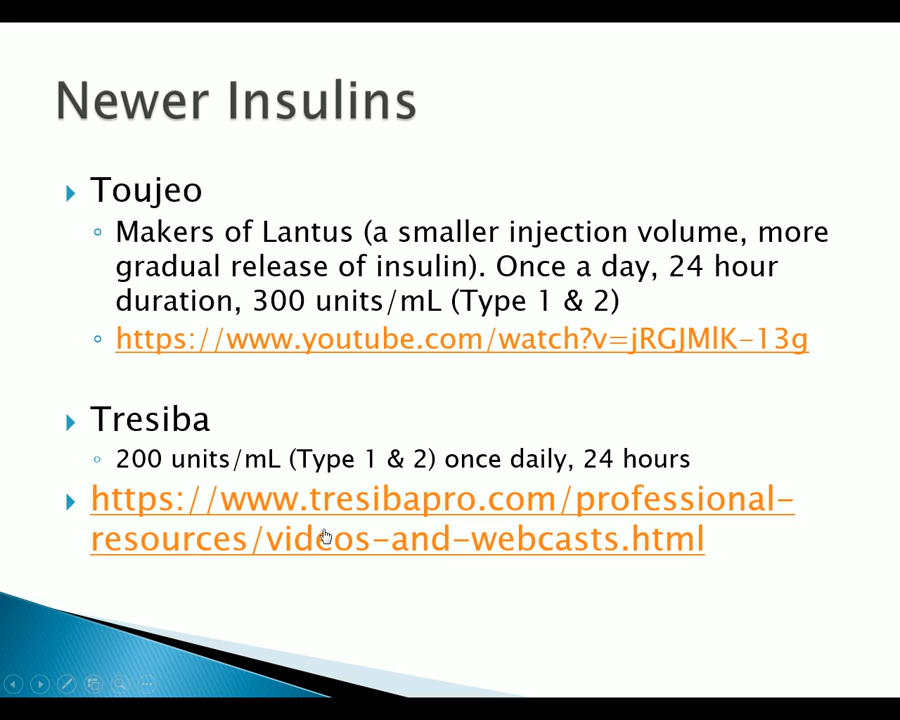 Newer Insulins
Toujeo
Makers of Lantus (a smaller injection volume, more
gradual release of insulin). Once a day, 24 hour
duration, 300 units/mL (Type 1 & 2)
https://www.youtube.com/watch?v=jRGJMlK-13g
Tresiba
200 units/mL (Type 1 & 2) once daily, 24 hours
https://www.tresibapro.com/professional-
resources/videos-and-webcasts.html